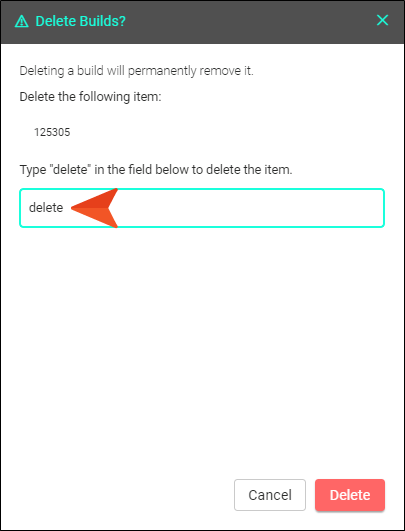 Delete Builds?
Deleting a build will permanently remove it.
Delete the following item:
125305
Type "delete" in the field below to delete the item.
delete
Cancel
Delete